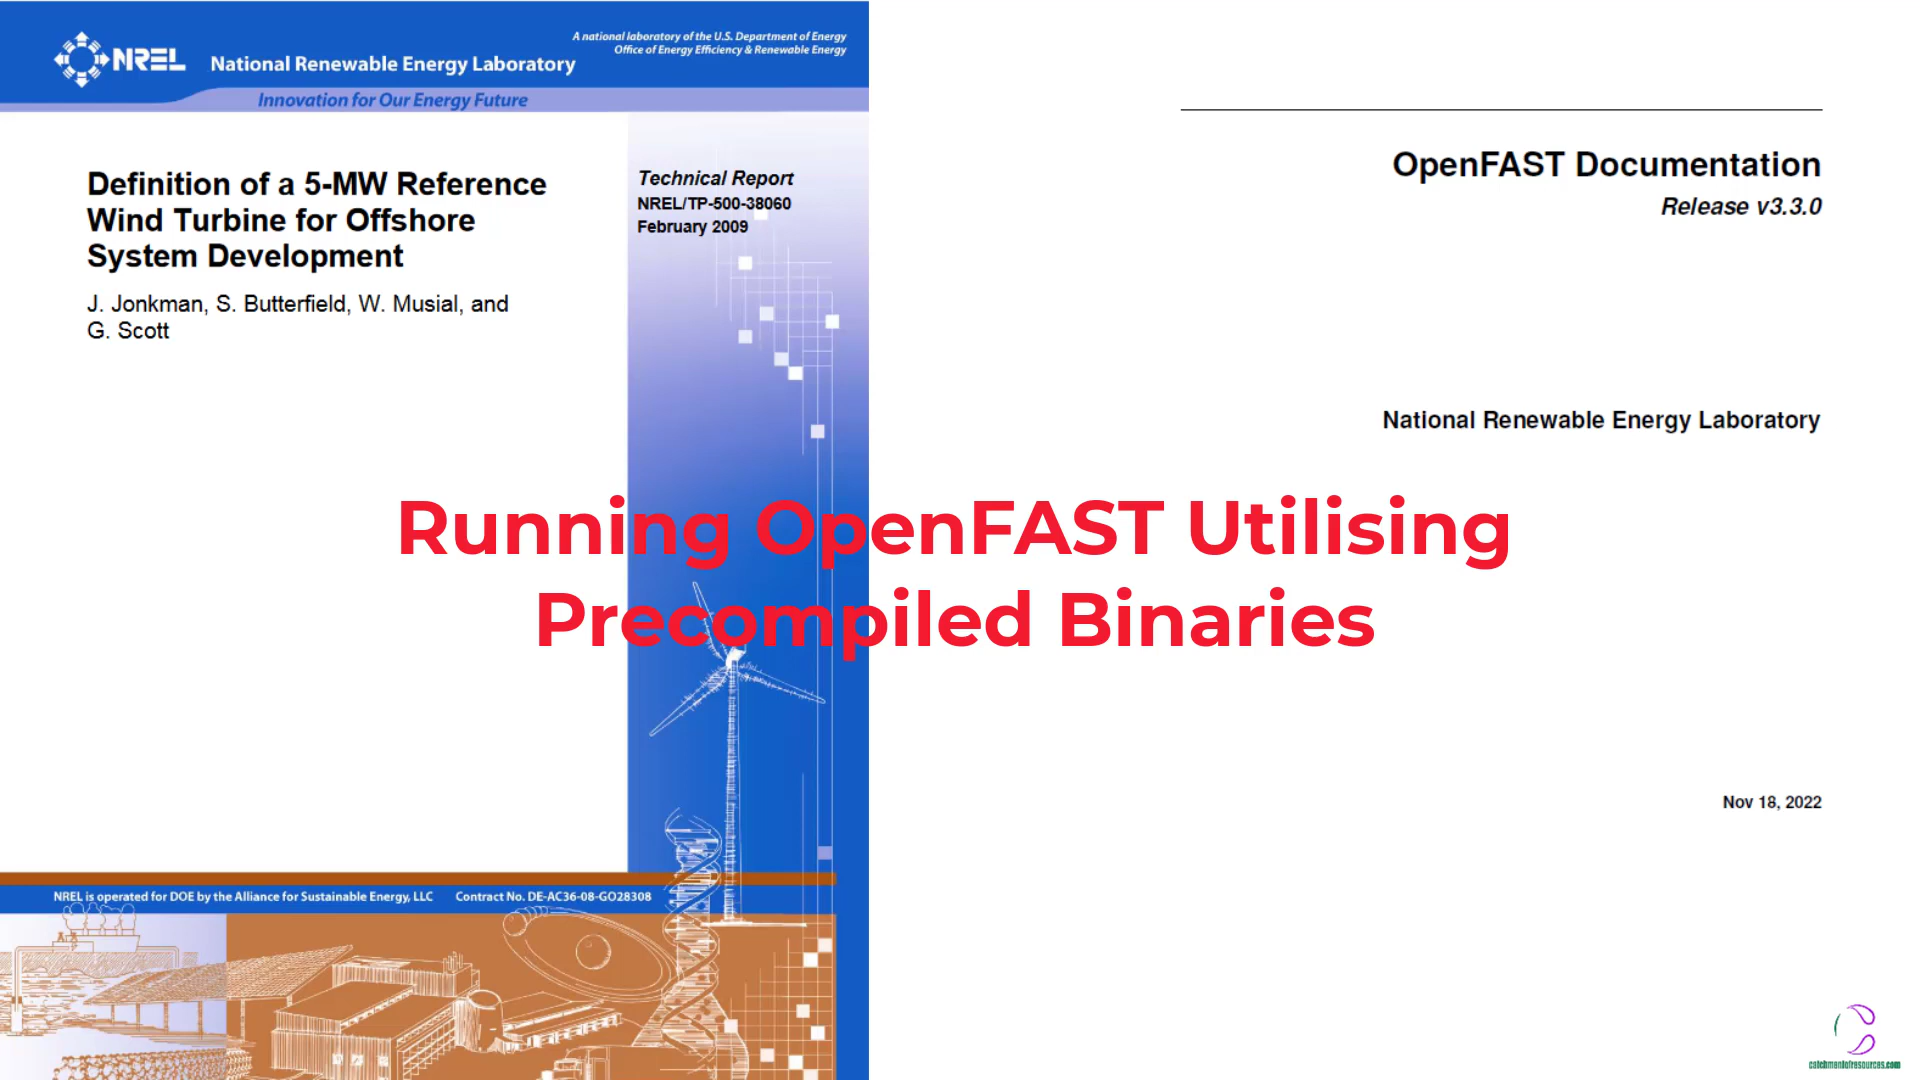 NREL
National Renewable Energy Laboratory
A national laboratory of the U.S. Department of Energy
Office of Energy Efficiency & Renewable Energy
Innovation for Our Energy Future
Definition of a 5-MW Reference
Wind Turbine for Offshore
System Development
J. Jonkman, S. Butterfield, W. Musial, and
G. Scott
Technical Report
NREL/TP-500-38060
February 2009
OpenFAST Documentation
Release v3.3.0
National Renewable Energy Laboratory
Running OpenFAST Utilising
Precompiled Binaries
Nov 18, 2022
NREL is operated for DOE by the Alliance for Sustainable Energy, LLC Contract No. DE-AC36-08-GO28308
catchmentofresources.com